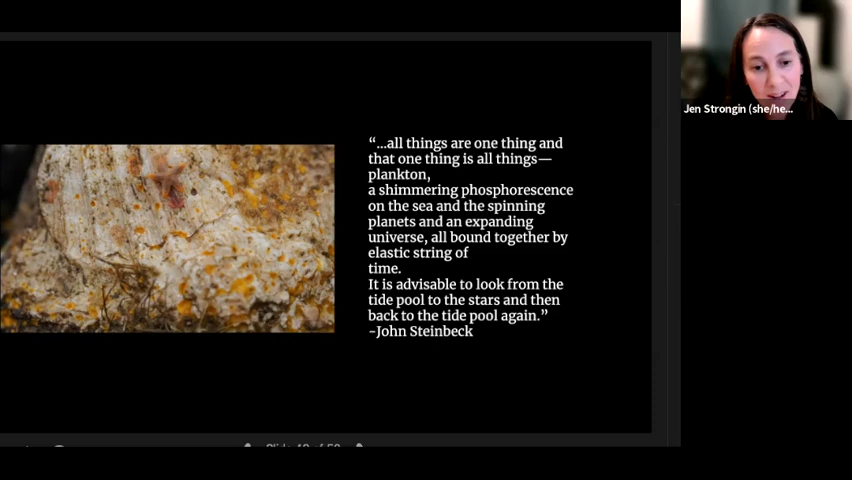 Jen Strongin (she/he...
“...all things are one thing and
that one thing is all things—
plankton,
a shimmering phosphorescence
on the sea and the spinning
planets and an expanding
universe, all bound together by
elastic string of
time.
It is advisable to look from the
tide pool to the stars and then
back to the tide pool again.”
-John Steinbeck